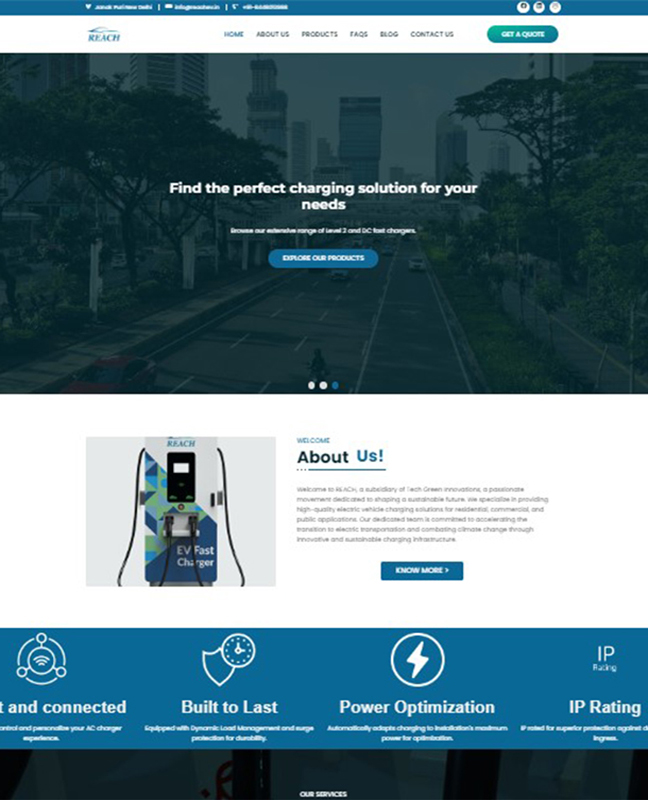 Janak Puri New Delhi | info@reachev.in
REACH
HOME ABOUT US PRODUCTS FAQS BLOG CONTACT US GET A QUOTE
Find the perfect charging solution for your
needs
Browse our extensive range of Level 2 and DC fast chargers.
EXPLORE OUR PRODUCTS
REACH
EV Fast
Charger
WELCOME
About Us!
Welcome to REACH, a subsidiary of Tech Green Innovations, a passionate
movement dedicated to shaping a sustainable future. We specialize in providing
high-quality electric vehicle charging solutions for residential, commercial, and
public applications. Our dedicated team is committed to accelerating the
transition to electric transportation and combating climate change through
innovative and sustainable charging infrastructure.
KNOW MORE >
t and connected
ontrol and personalize your AC charger
experience.
Built to Last
Equipped with Dynamic Load Management and surge
protection for durability.
Power Optimization
Automatically adapts charging to installation's maximum
power for optimization.
IP
Rating
IP Rating
IP rated for superior protection against d
ingress.
OUR SERVICES